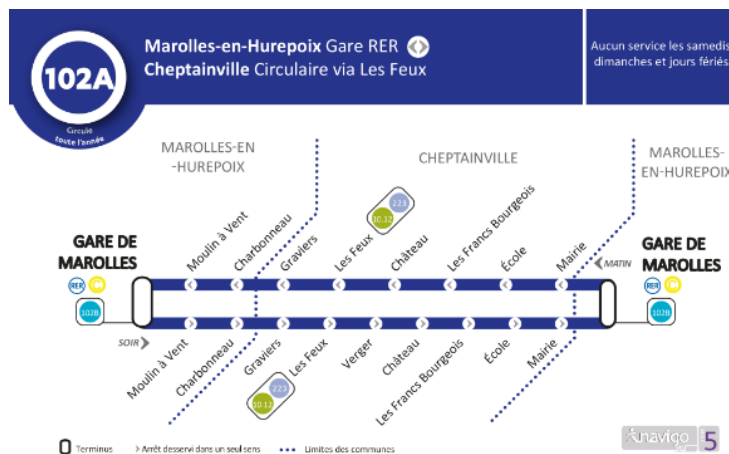 102A
Circule
toute l'année
Marolles-en-Hurepoix Gare RER
Cheptainville Circulaire via Les Feux
Aucun service les samedis
dimanches et jours fériés
MAROLLES-EN
-HUREPOIX
CHEPTAINVILLE
MAROLLES-
EN-HUREPOIX
GARE DE
MAROLLES
RER C
102B
Moulin à Vent
Charbonneau
Graviers
Les Feux
10.12 223
Château
Les Francs Bourgeois
École
Mairie
MATIN
GARE DE
MAROLLES
RER C
102B
SOIR
Moulin à Vent
Charbonneau
Graviers
Les Feux
10.12 223
Verger
Château
Les Francs Bourgeois
École
Mairie
Terminus
Arrêt desservi dans un seul sens
Limites des communes
navigo
5